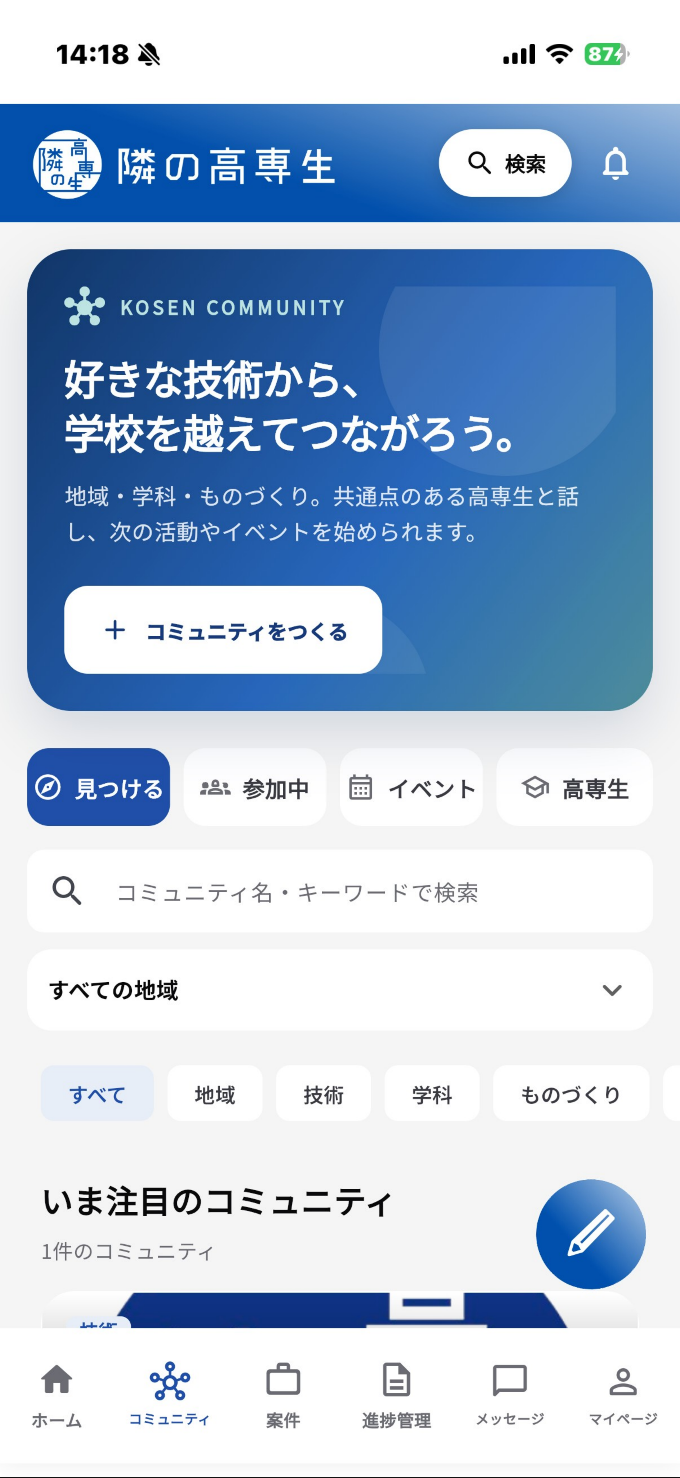 14:18
87
隣の高専生
隣の高専生
検索
KOSEN COMMUNITY
好きな技術から、
学校を越えてつながろう。
地域・学科・ものづくり。共通点のある高専生と話
し、次の活動やイベントを始められます。
コミュニティをつくる
見つける
参加中
イベント
高専生
コミュニティ名・キーワードで検索
すべての地域
すべて
地域
技術
学科
ものづくり
いま注目のコミュニティ
1件のコミュニティ
技術
ホーム
コミュニティ
案件
進捗管理
メッセージ
マイページ